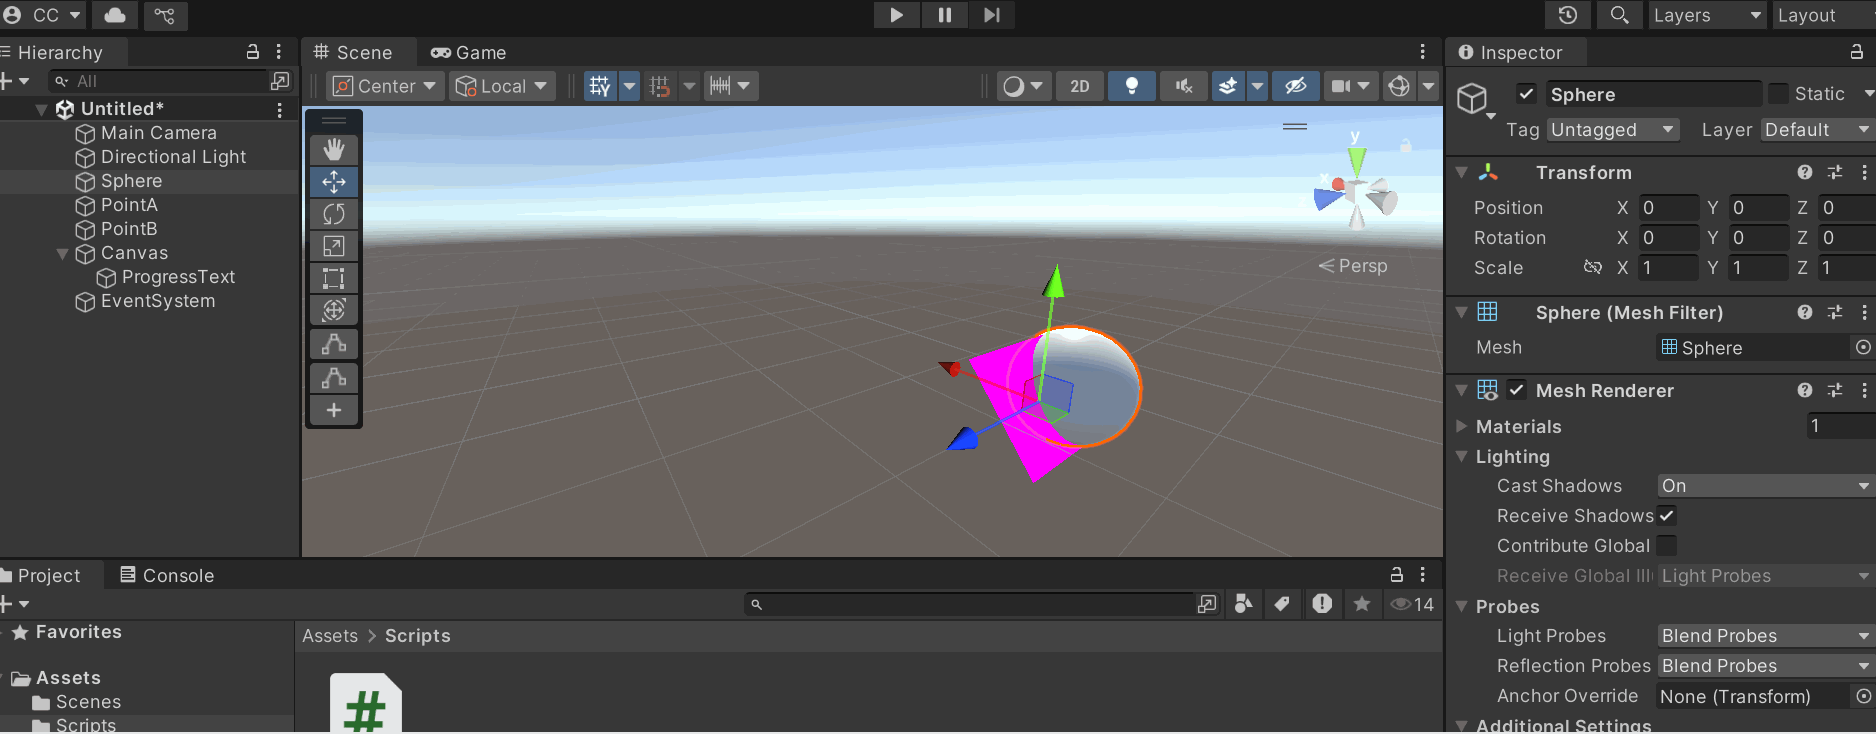 CC
Layers
Layout
Hierarchy
All
Untitled*
Main Camera
Directional Light
Sphere
PointA
PointB
Canvas
ProgressText
EventSystem
Scene
Game
Center
Local
2D
y
x
Persp
Project
Console
14
Favorites
Assets
Scenes
Scripts
Assets > Scripts
#
Inspector
Sphere
Static
Tag Untagged Layer Default
Transform
Position X 0 Y 0 Z 0
Rotation X 0 Y 0 Z 0
Scale X 1 Y 1 Z 1
Sphere (Mesh Filter)
Mesh Sphere
Mesh Renderer
Materials 1
Lighting
Cast Shadows On
Receive Shadows
Contribute Global
Receive Global Ill Light Probes
Probes
Light Probes Blend Probes
Reflection Probes Blend Probes
Anchor Override None (Transform)
Additional Settings